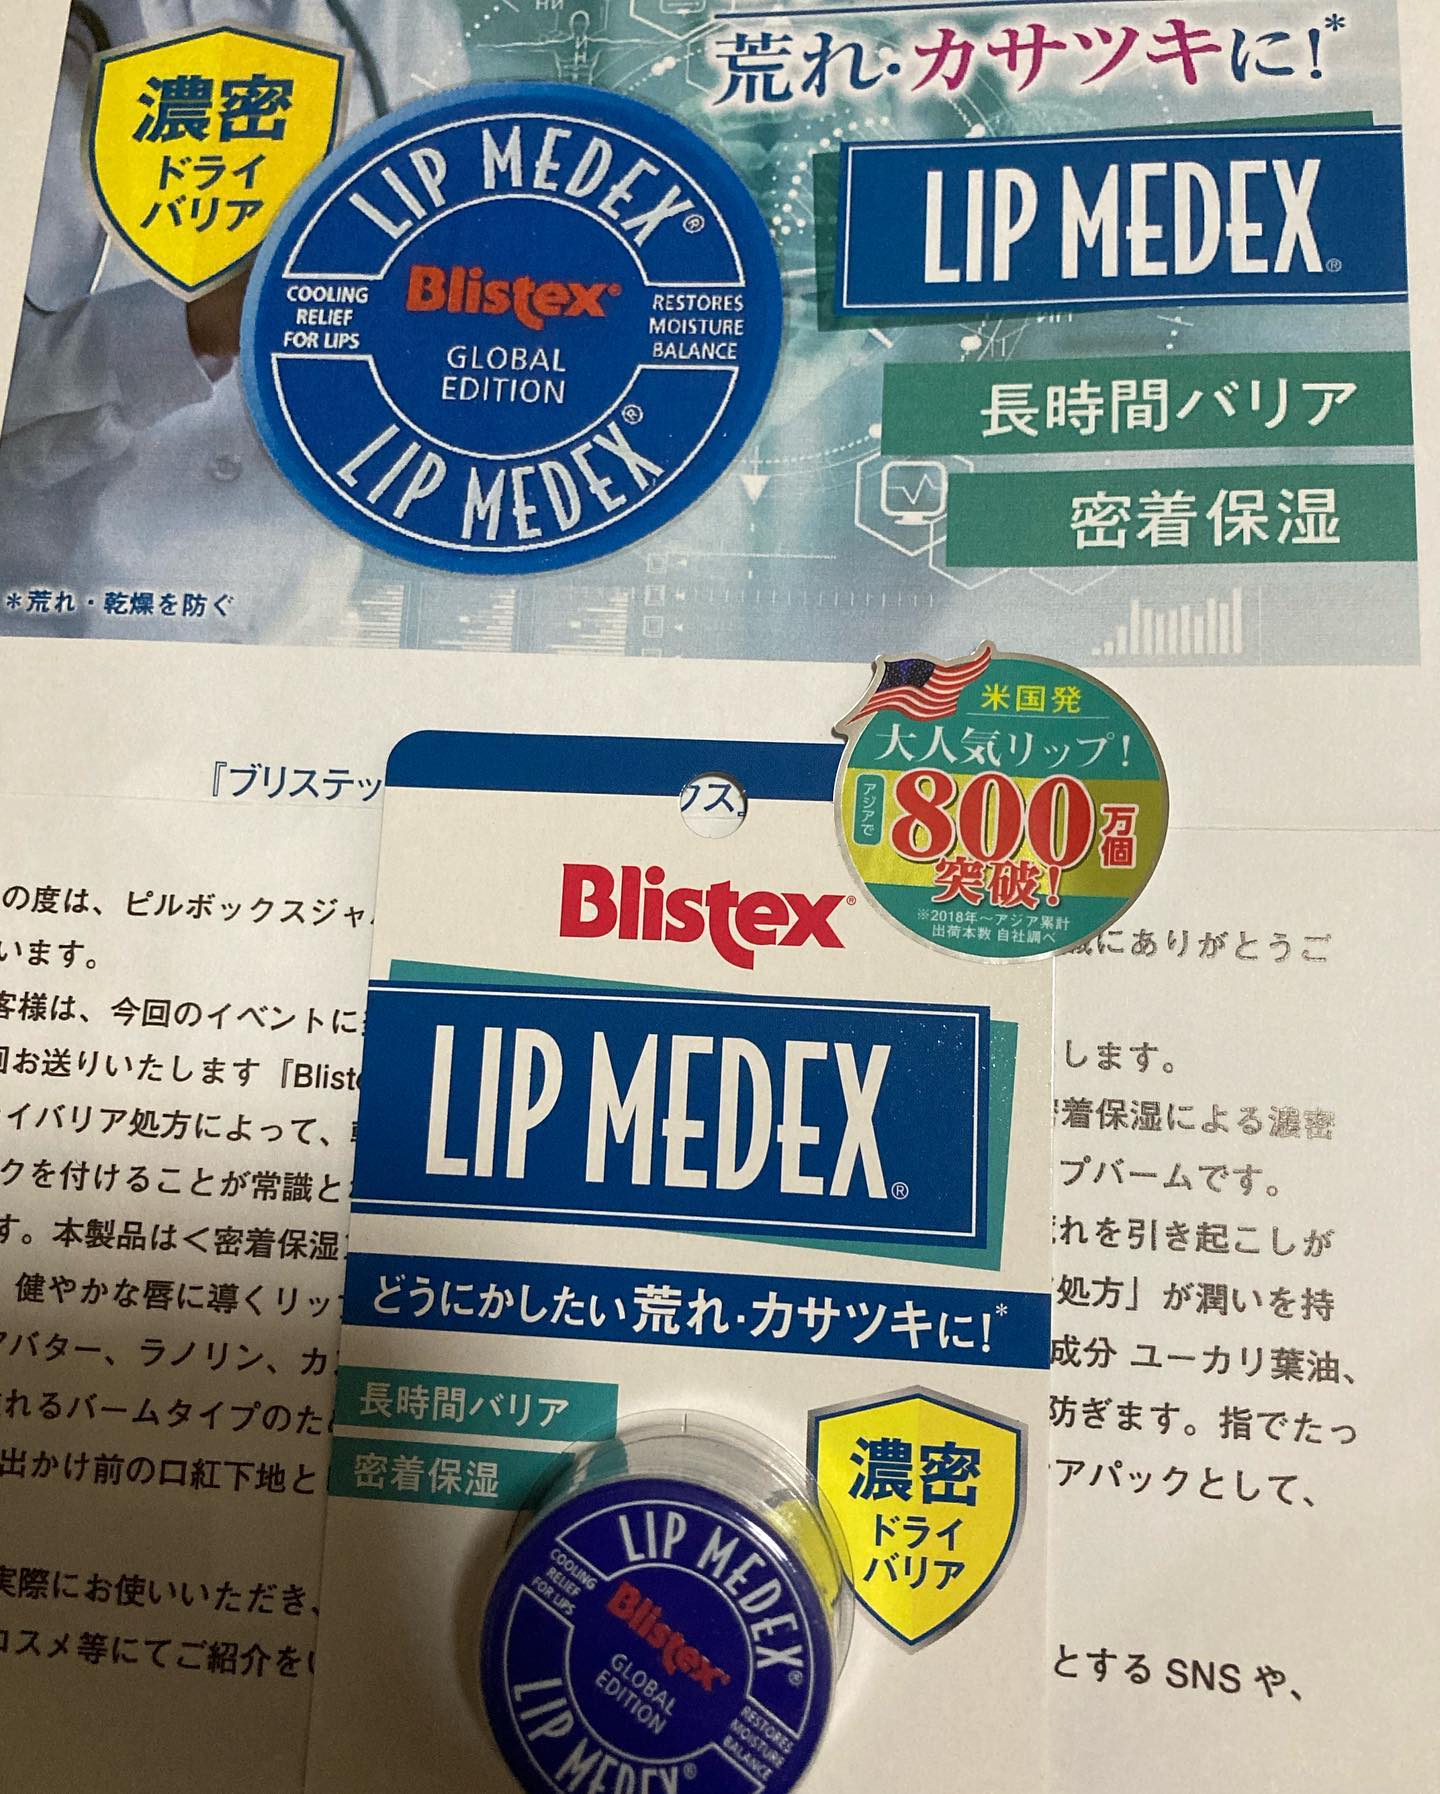 荒れ・カサツキに!*
濃密
ドライ
バリア
LIP MEDEX®
COOLING
RELIEF
FOR LIPS
Blistex®
GLOBAL
EDITION
RESTORES
MOISTURE
BALANCE
LIP MEDEX®
LIP MEDEX®
長時間バリア
密着保湿
*荒れ・乾燥を防ぐ
米国発
大人気リップ!
アジアで
800万個
突破!
※2018年～アジア累計
出荷本数 自社調べ
『ブリステッ
クス』
の度は、ピルボックスジャ
にありがとうご
います。
客様は、今回のイベントに
します。
回お送りいたします『Blist
着保湿による濃密
イバリア処方によって、
プバームです。
クを付けることが常識と
れを引き起こしが
す。本製品は<密着保湿
処方」が潤いを持
健やかな唇に導くリッ
成分 ユーカリ葉油、
アバター、ラノリン、カ
防ぎます。指でたっ
れるバームタイプのた
アパックとして、
出かけ前の口紅下地と
実際にお使いいただき、
コスメ等にてご紹介を
とする SNS や、
Blistex®
LIP MEDEX®
どうにかしたい荒れ・カサツキに!*
長時間バリア
密着保湿
濃密
ドライ
バリア
LIP MEDEX®
COOLING
RELIEF
FOR LIPS
Blistex®
GLOBAL
EDITION
RESTORES
MOISTURE
BALANCE
LIP MEDEX®